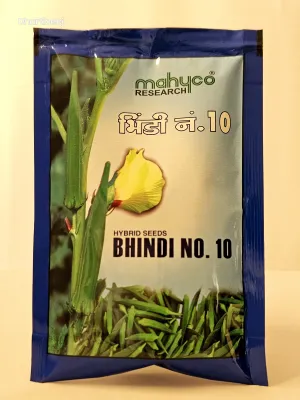 mahyco
RESEARCH
भिंडी नं.10
HYBRID SEEDS
BHINDI NO. 10